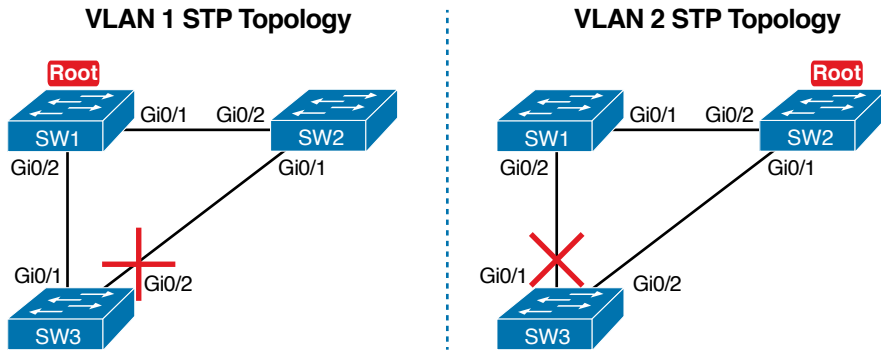 VLAN 1 STP Topology
Root
SW1
Gi0/1
Gi0/2
SW2
Gi0/2
Gi0/1
Gi0/1
Gi0/2
SW3
VLAN 2 STP Topology
Root
SW1
Gi0/1
Gi0/2
SW2
Gi0/2
Gi0/1
Gi0/1
Gi0/2
SW3